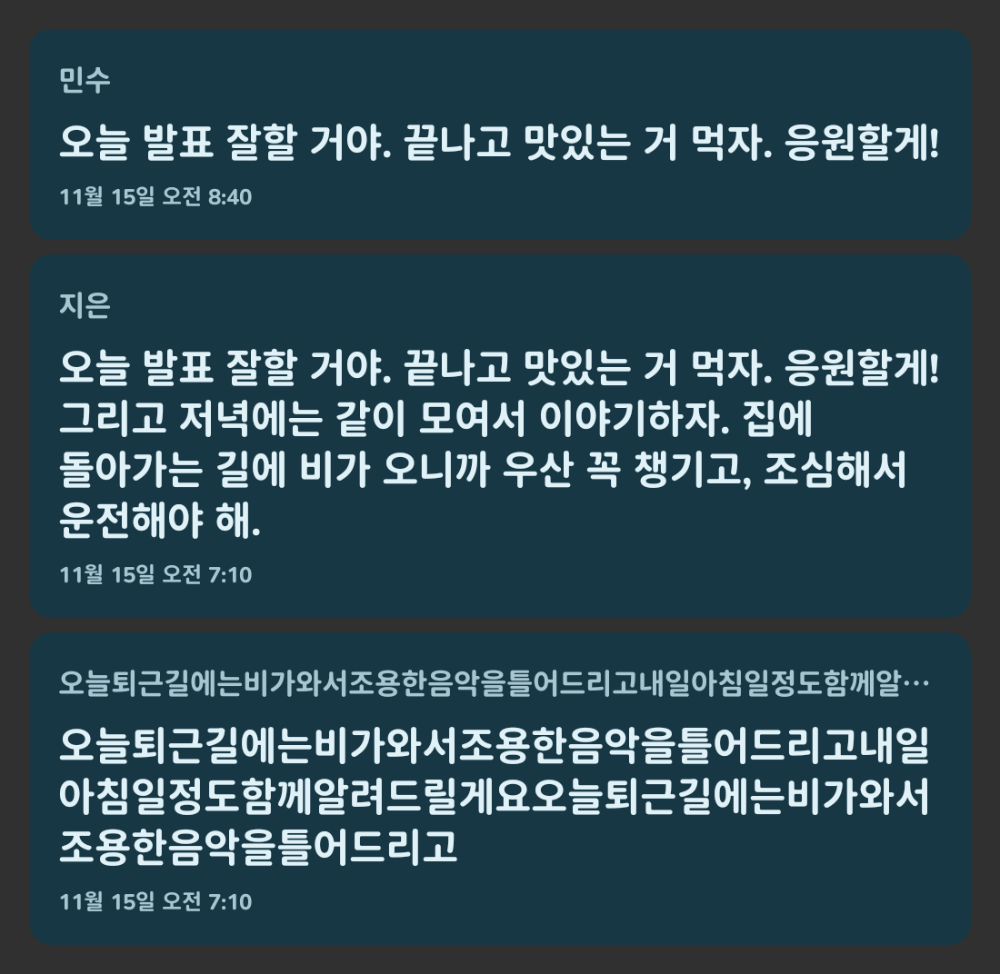 민수
오늘 발표 잘할 거야. 끝나고 맛있는 거 먹자. 응원할게!
11월 15일 오전 8:40
지은
오늘 발표 잘할 거야. 끝나고 맛있는 거 먹자. 응원할게!
그리고 저녁에는 같이 모여서 이야기하자. 집에
돌아가는 길에 비가 오니까 우산 꼭 챙기고, 조심해서
운전해야 해.
11월 15일 오전 7:10
오늘퇴근길에는비가와서조용한음악을틀어드리고내일아침일정도함께알…
오늘퇴근길에는비가와서조용한음악을틀어드리고내일
아침일정도함께알려드릴게요오늘퇴근길에는비가와서
조용한음악을틀어드리고
11월 15일 오전 7:10